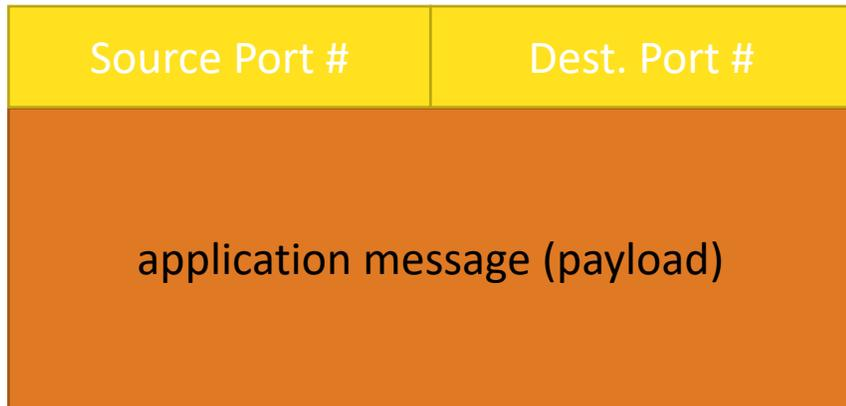 Source Port #
Dest. Port #
application message (payload)